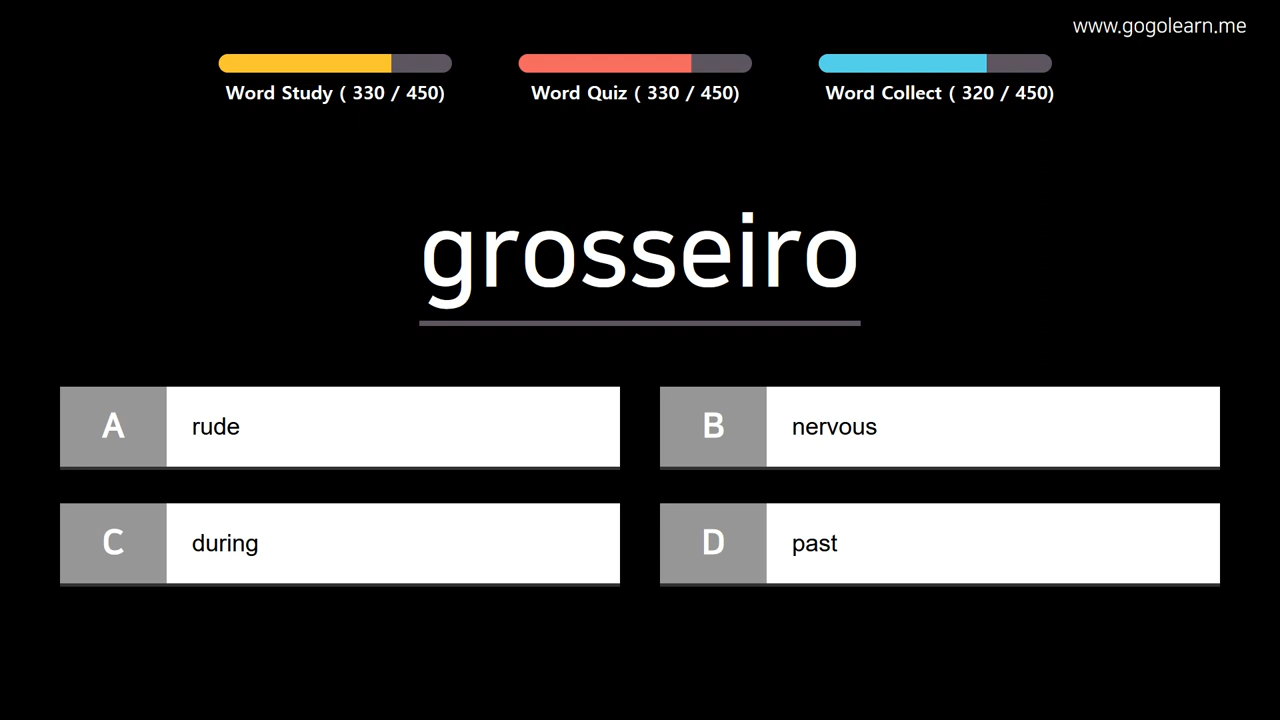 www.gogolearn.me
Word Study ( 330 / 450)
Word Quiz ( 330 / 450)
Word Collect ( 320 / 450)
grosseiro
A
rude
B
nervous
C
during
D
past